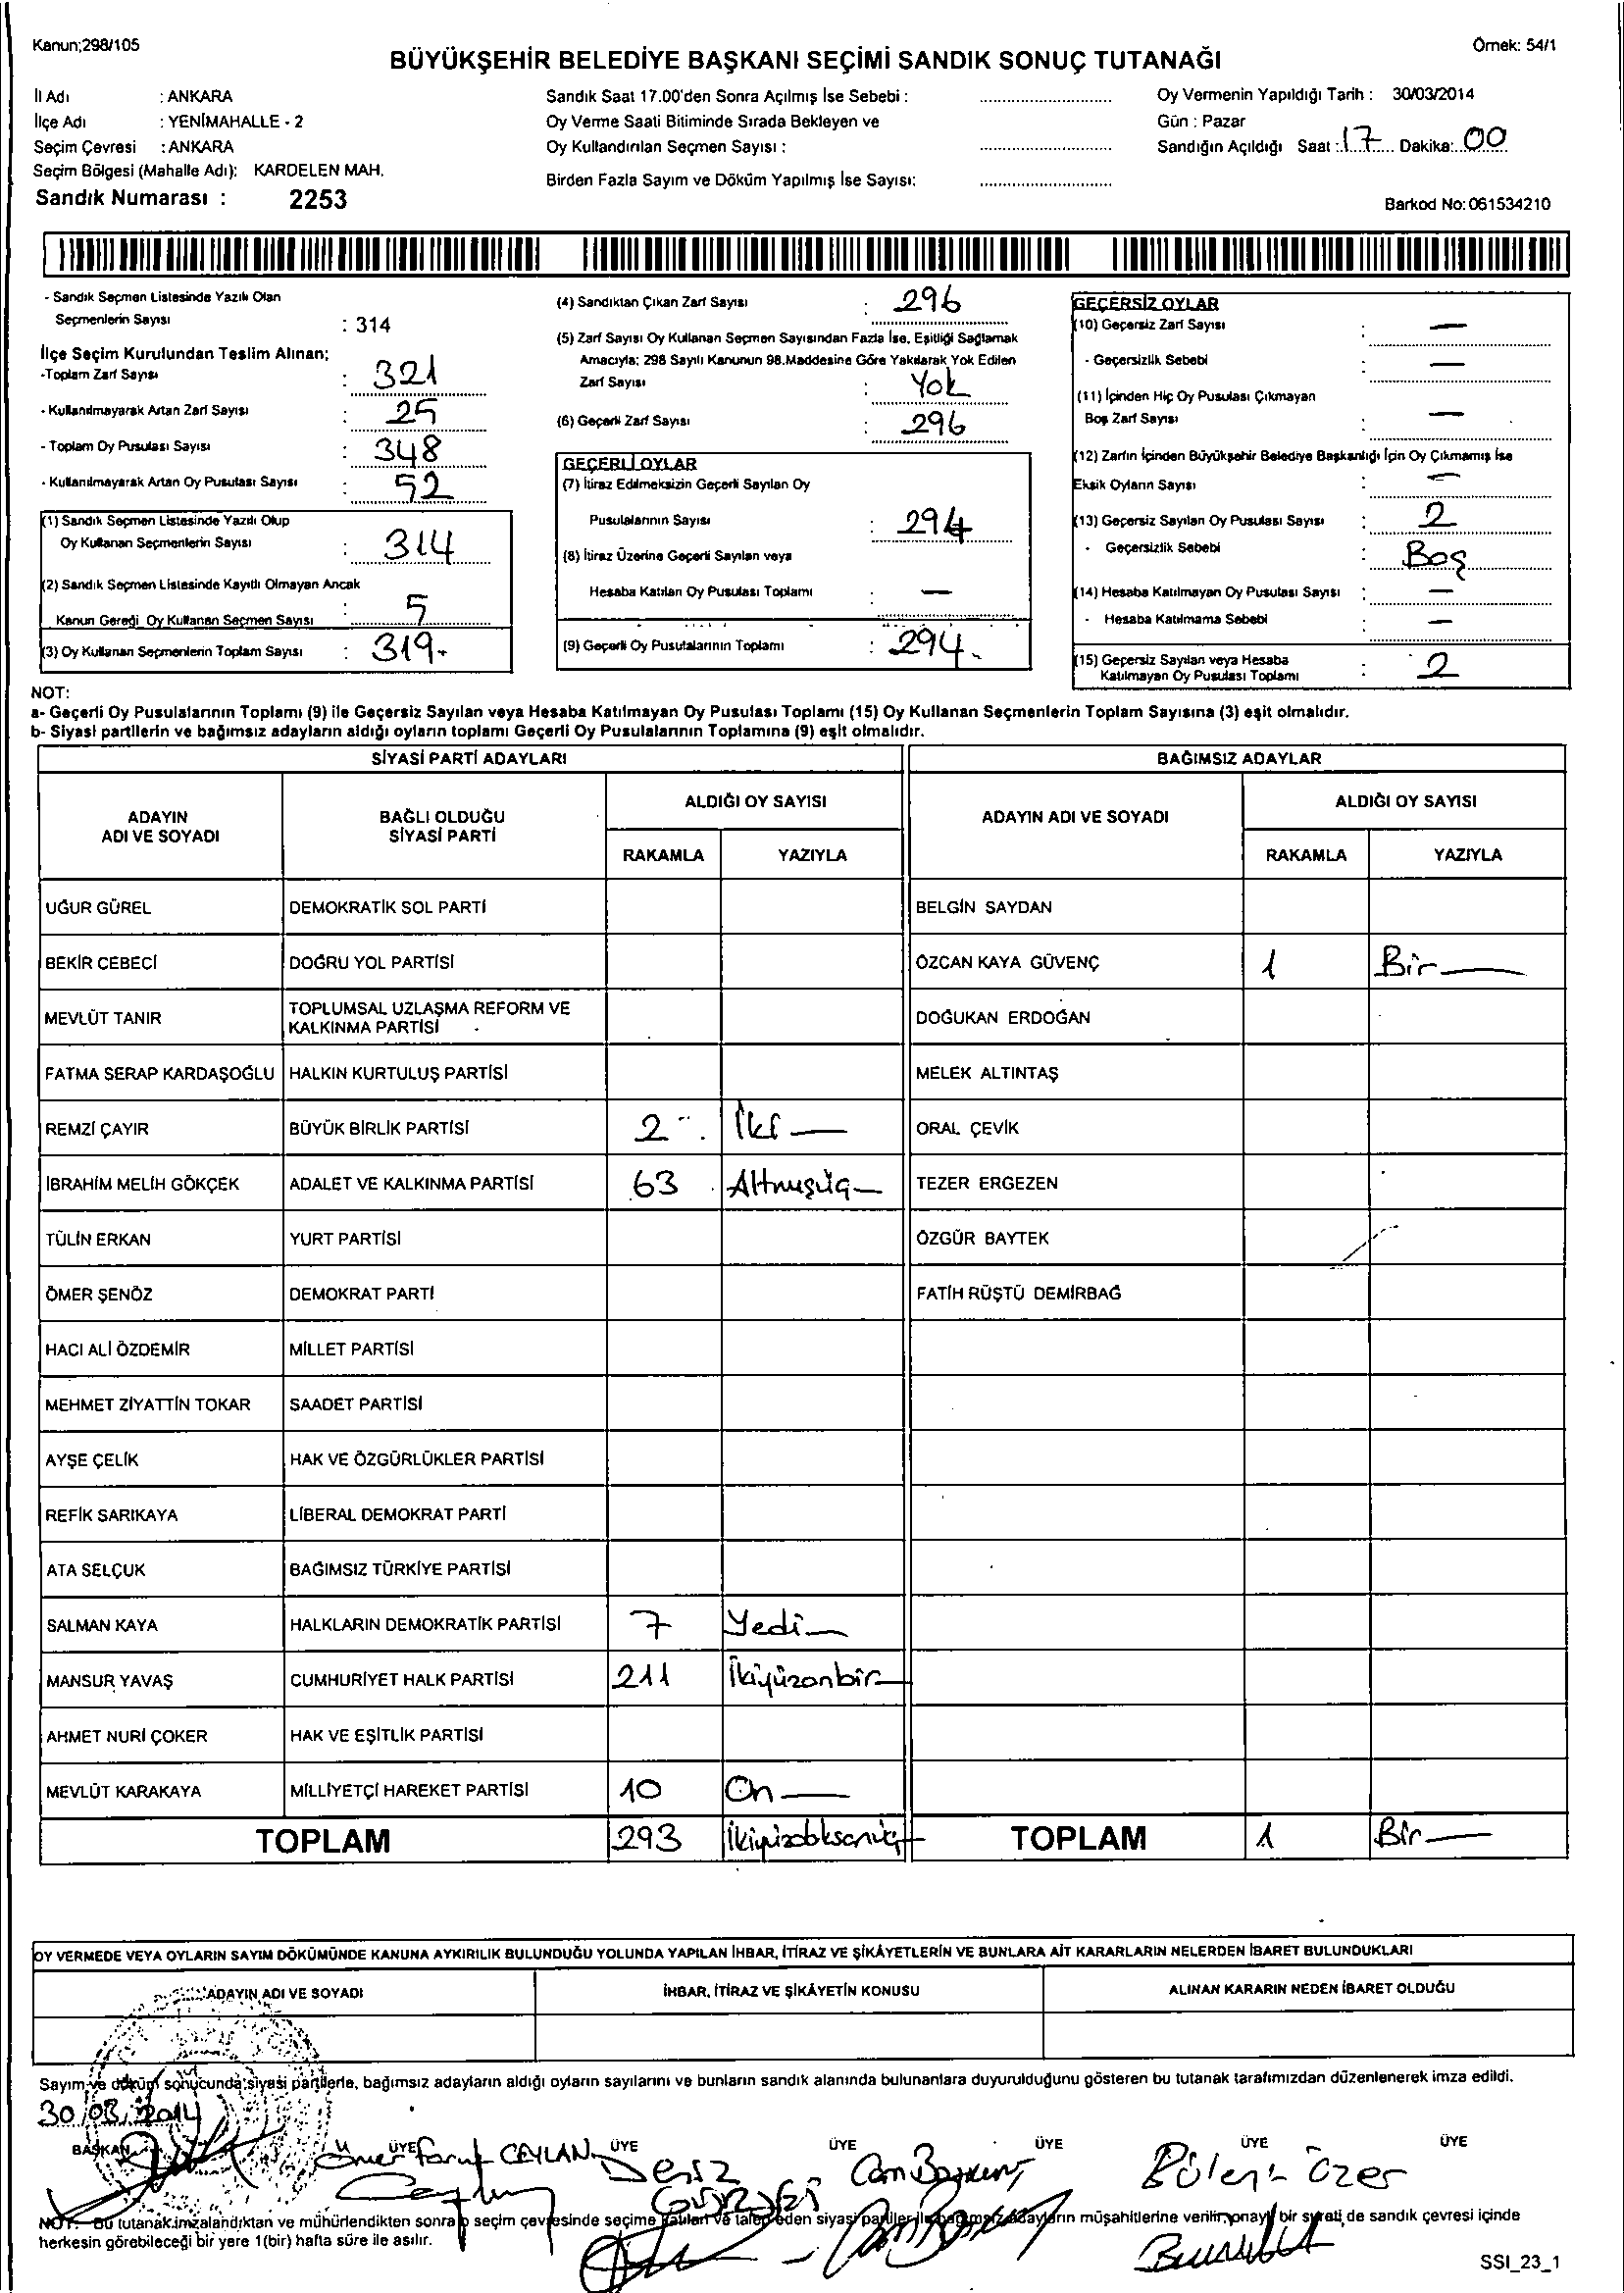 Kanun;298/105
Örnek: 54/1
BÜYÜKŞEHİR BELEDİYE BAŞKANI SEÇİMİ SANDIK SONUÇ TUTANAĞI
İl Adı : ANKARA
İlçe Adı : YENİMAHALLE - 2
Seçim Çevresi : ANKARA
Seçim Bölgesi (Mahalle Adı): KARDELEN MAH.
Sandık Numarası : 2253
Sandık Saat 17.00'den Sonra Açılmış İse Sebebi :
Oy Verme Saati Bitiminde Sırada Bekleyen ve
Oy Kullandırılan Seçmen Sayısı :
Birden Fazla Sayım ve Döküm Yapılmış İse Sayısı:
Oy Vermenin Yapıldığı Tarih : 30/03/2014
Gün : Pazar
Sandığın Açıldığı Saat : 17 Dakika: 00
Barkod No: 061534210
- Sandık Seçmen Listesinde Yazılı Olan
Seçmenlerin Sayısı : 314
İlçe Seçim Kurulundan Teslim Alınan;
-Toplam Zarf Sayısı : 321
- Kullanılmayarak Artan Zarf Sayısı : 25
- Toplam Oy Pusulası Sayısı : 348
- Kullanılmayarak Artan Oy Pusulası Sayısı : 52
(1) Sandık Seçmen Listesinde Yazılı Olup
Oy Kullanan Seçmenlerin Sayısı : 314
(2) Sandık Seçmen Listesinde Kayıtlı Olmayan Ancak
Kanun Gereği Oy Kullanan Seçmen Sayısı : 5
(3) Oy Kullanan Seçmenlerin Toplam Sayısı : 319.
(4) Sandıktan Çıkan Zarf Sayısı : 296
(5) Zarf Sayısı Oy Kullanan Seçmen Sayısından Fazla İse, Eşitliği Sağlamak
Amacıyla; 298 Sayılı Kanunun 98.Maddesine Göre Yakılarak Yok Edilen
Zarf Sayısı : Yok
(6) Geçerli Zarf Sayısı : 296
GEÇERLİ OYLAR
(7) İtiraz Edilmeksizin Geçerli Sayılan Oy
Pusulalarının Sayısı : 294
(8) İtiraz Üzerine Geçerli Sayılan veya
Hesaba Katılan Oy Pusulası Toplamı : —
(9) Geçerli Oy Pusulalarının Toplamı : 294.
GEÇERSİZ OYLAR
(10) Geçersiz Zarf Sayısı : —
- Geçersizlik Sebebi : —
(11) İçinden Hiç Oy Pusulası Çıkmayan
Boş Zarf Sayısı : —
(12) Zarfın İçinden Büyükşehir Belediye Başkanlığı İçin Oy Çıkmamış İse
Eksik Oyların Sayısı : —
(13) Geçersiz Sayılan Oy Pusulası Sayısı : 2
- Geçersizlik Sebebi : Boş
(14) Hesaba Katılmayan Oy Pusulası Sayısı : —
- Hesaba Katılmama Sebebi : —
(15) Geçersiz Sayılan veya Hesaba
Katılmayan Oy Pusulası Toplamı : 2
NOT:
a- Geçerli Oy Pusulalarının Toplamı (9) ile Geçersiz Sayılan veya Hesaba Katılmayan Oy Pusulası Toplamı (15) Oy Kullanan Seçmenlerin Toplam Sayısına (3) eşit olmalıdır.
b- Siyasi partilerin ve bağımsız adayların aldığı oyların toplamı Geçerli Oy Pusulalarının Toplamına (9) eşit olmalıdır.
SİYASİ PARTİ ADAYLARI BAĞIMSIZ ADAYLAR
ADAYIN ADI VE SOYADI
BAĞLI OLDUĞU SİYASİ PARTİ
ALDIĞI OY SAYISI
RAKAMLA YAZIYLA
ADAYIN ADI VE SOYADI
ALDIĞI OY SAYISI
RAKAMLA YAZIYLA
UĞUR GÜREL DEMOKRATİK SOL PARTİ BELGİN SAYDAN
BEKİR CEBECİ DOĞRU YOL PARTİSİ ÖZCAN KAYA GÜVENÇ 1 Bir
MEVLÜT TANIR TOPLUMSAL UZLAŞMA REFORM VE KALKINMA PARTİSİ DOĞUKAN ERDOĞAN
FATMA SERAP KARDAŞOĞLU HALKIN KURTULUŞ PARTİSİ MELEK ALTINTAŞ
REMZİ ÇAYIR BÜYÜK BİRLİK PARTİSİ 2 İki ORAL ÇEVİK
İBRAHİM MELİH GÖKÇEK ADALET VE KALKINMA PARTİSİ 63 Altmışüç TEZER ERGEZEN
TÜLİN ERKAN YURT PARTİSİ ÖZGÜR BAYTEK
ÖMER ŞENÖZ DEMOKRAT PARTİ FATİH RÜŞTÜ DEMİRBAĞ
HACI ALİ ÖZDEMİR MİLLET PARTİSİ
MEHMET ZİYATTİN TOKAR SAADET PARTİSİ
AYŞE ÇELİK HAK VE ÖZGÜRLÜKLER PARTİSİ
REFİK SARIKAYA LİBERAL DEMOKRAT PARTİ
ATA SELÇUK BAĞIMSIZ TÜRKİYE PARTİSİ
SALMAN KAYA HALKLARIN DEMOKRATİK PARTİSİ 7 Yedi
MANSUR YAVAŞ CUMHURİYET HALK PARTİSİ 211 İkiyüzonbir
AHMET NURİ ÇOKER HAK VE EŞİTLİK PARTİSİ
MEVLÜT KARAKAYA MİLLİYETÇİ HAREKET PARTİSİ 10 On
TOPLAM 293 İkiyüzdoksanüç TOPLAM 1 Bir
OY VERMEDE VEYA OYLARIN SAYIM DÖKÜMÜNDE KANUNA AYKIRILIK BULUNDUĞU YOLUNDA YAPILAN İHBAR, İTİRAZ VE ŞİKÂYETLERİN VE BUNLARA AİT KARARLARIN NELERDEN İBARET BULUNDUKLARI
ADAYIN ADI VE SOYADI İHBAR, İTİRAZ VE ŞİKÂYETİN KONUSU ALINAN KARARIN NEDEN İBARET OLDUĞU
Sayım ve döküm sonucunda siyasi partilerle, bağımsız adayların aldığı oyların sayılarını ve bunların sandık alanında bulunanlara duyurulduğunu gösteren bu tutanak tarafımızdan düzenlenerek imza edildi.
30/03/2014
BAŞKAN ÜYE ÜYE ÜYE ÜYE ÜYE ÜYE
Ömer Faruk CEYLAN Deniz Can Bülent Özer
NOT: Bu tutanak imzalandıktan ve mühürlendikten sonra o seçim çevresinde seçime katılan ve talep eden siyasi partiler ile bağımsız adayların müşahitlerine verilir, onaylı bir sureti de sandık çevresi içinde
herkesin görebileceği bir yere 1(bir) hafta süre ile asılır.
SSI_23_1